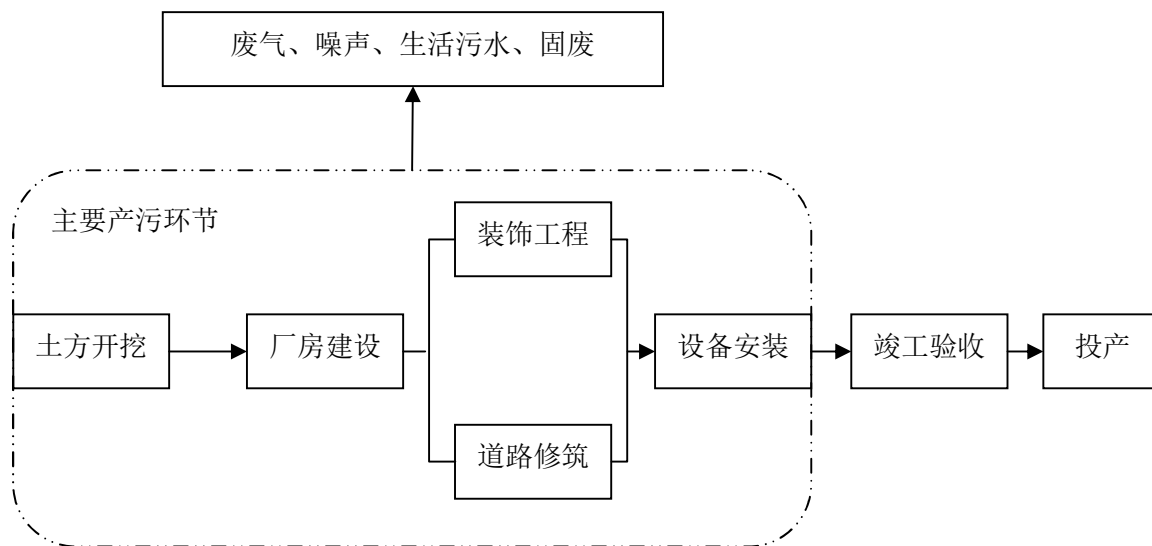 废气、噪声、生活污水、固废
主要产污环节
装饰工程
土方开挖
厂房建设
设备安装
竣工验收
投产
道路修筑